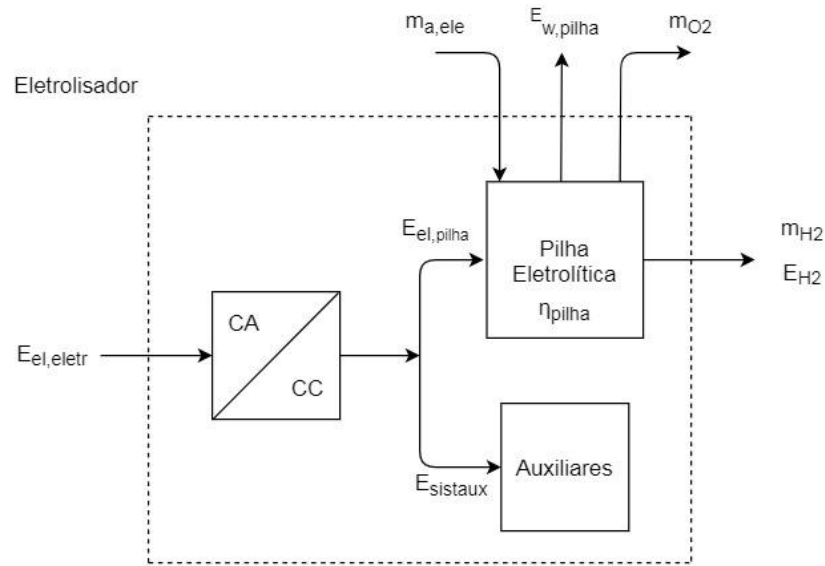 m_a,ele
E_w,pilha
m_O2
Eletrolisador
E_el,pilha
Pilha
Eletrolítica
η_pilha
m_H2
E_H2
CA
CC
E_el,eletr
E_sistaux
Auxiliares